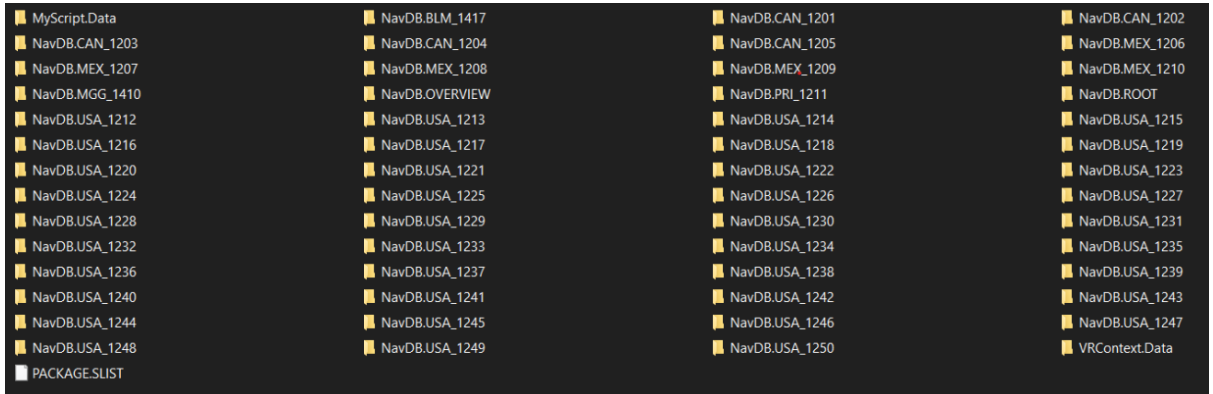 MyScript.Data NavDB.BLM_1417 NavDB.CAN_1201 NavDB.CAN_1202
NavDB.CAN_1203 NavDB.CAN_1204 NavDB.CAN_1205 NavDB.MEX_1206
NavDB.MEX_1207 NavDB.MEX_1208 NavDB.MEX_1209 NavDB.MEX_1210
NavDB.MGG_1410 NavDB.OVERVIEW NavDB.PRI_1211 NavDB.ROOT
NavDB.USA_1212 NavDB.USA_1213 NavDB.USA_1214 NavDB.USA_1215
NavDB.USA_1216 NavDB.USA_1217 NavDB.USA_1218 NavDB.USA_1219
NavDB.USA_1220 NavDB.USA_1221 NavDB.USA_1222 NavDB.USA_1223
NavDB.USA_1224 NavDB.USA_1225 NavDB.USA_1226 NavDB.USA_1227
NavDB.USA_1228 NavDB.USA_1229 NavDB.USA_1230 NavDB.USA_1231
NavDB.USA_1232 NavDB.USA_1233 NavDB.USA_1234 NavDB.USA_1235
NavDB.USA_1236 NavDB.USA_1237 NavDB.USA_1238 NavDB.USA_1239
NavDB.USA_1240 NavDB.USA_1241 NavDB.USA_1242 NavDB.USA_1243
NavDB.USA_1244 NavDB.USA_1245 NavDB.USA_1246 NavDB.USA_1247
NavDB.USA_1248 NavDB.USA_1249 NavDB.USA_1250 VRContext.Data
PACKAGE.SLIST